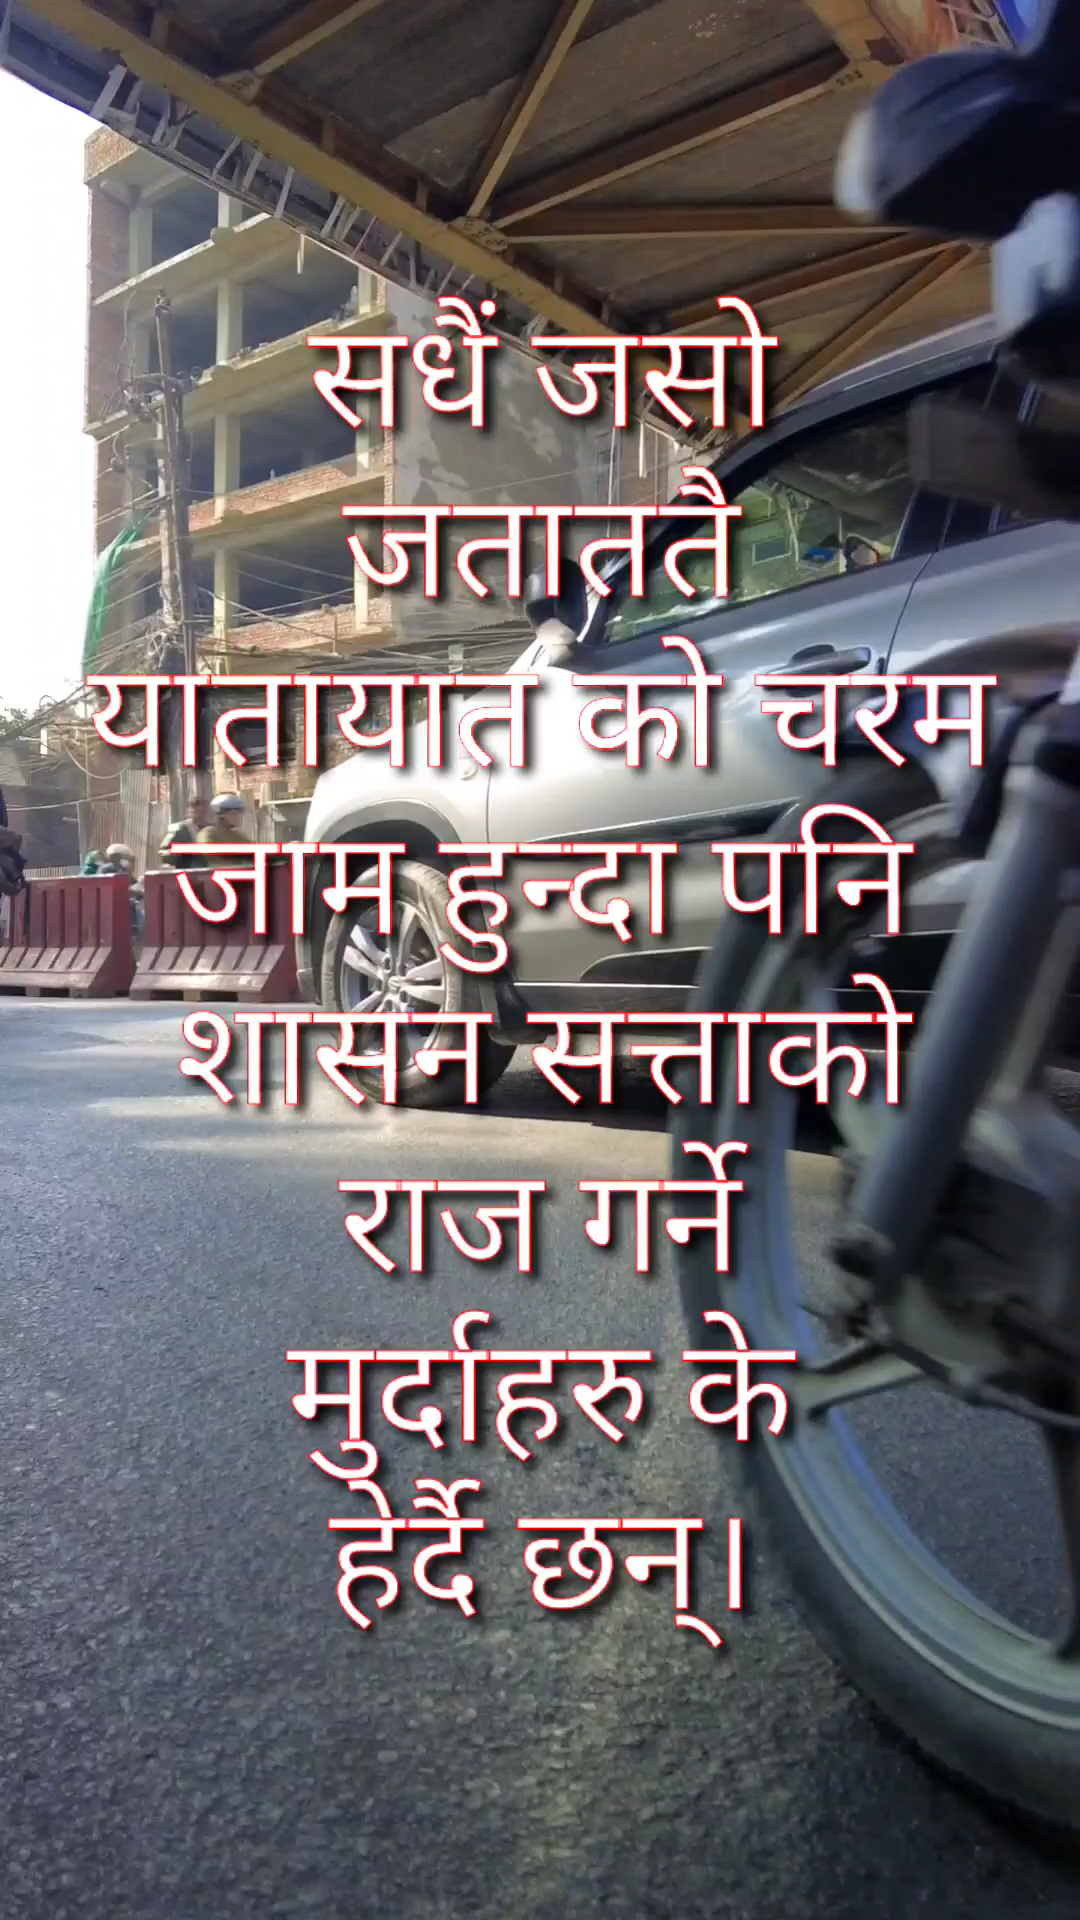 सधैं जसो
जताततै
यातायात को चरम
जाम हुन्दा पनि
शासन सत्ताको
राज गर्ने
मुर्दाहरु के
हेर्दै छन्।